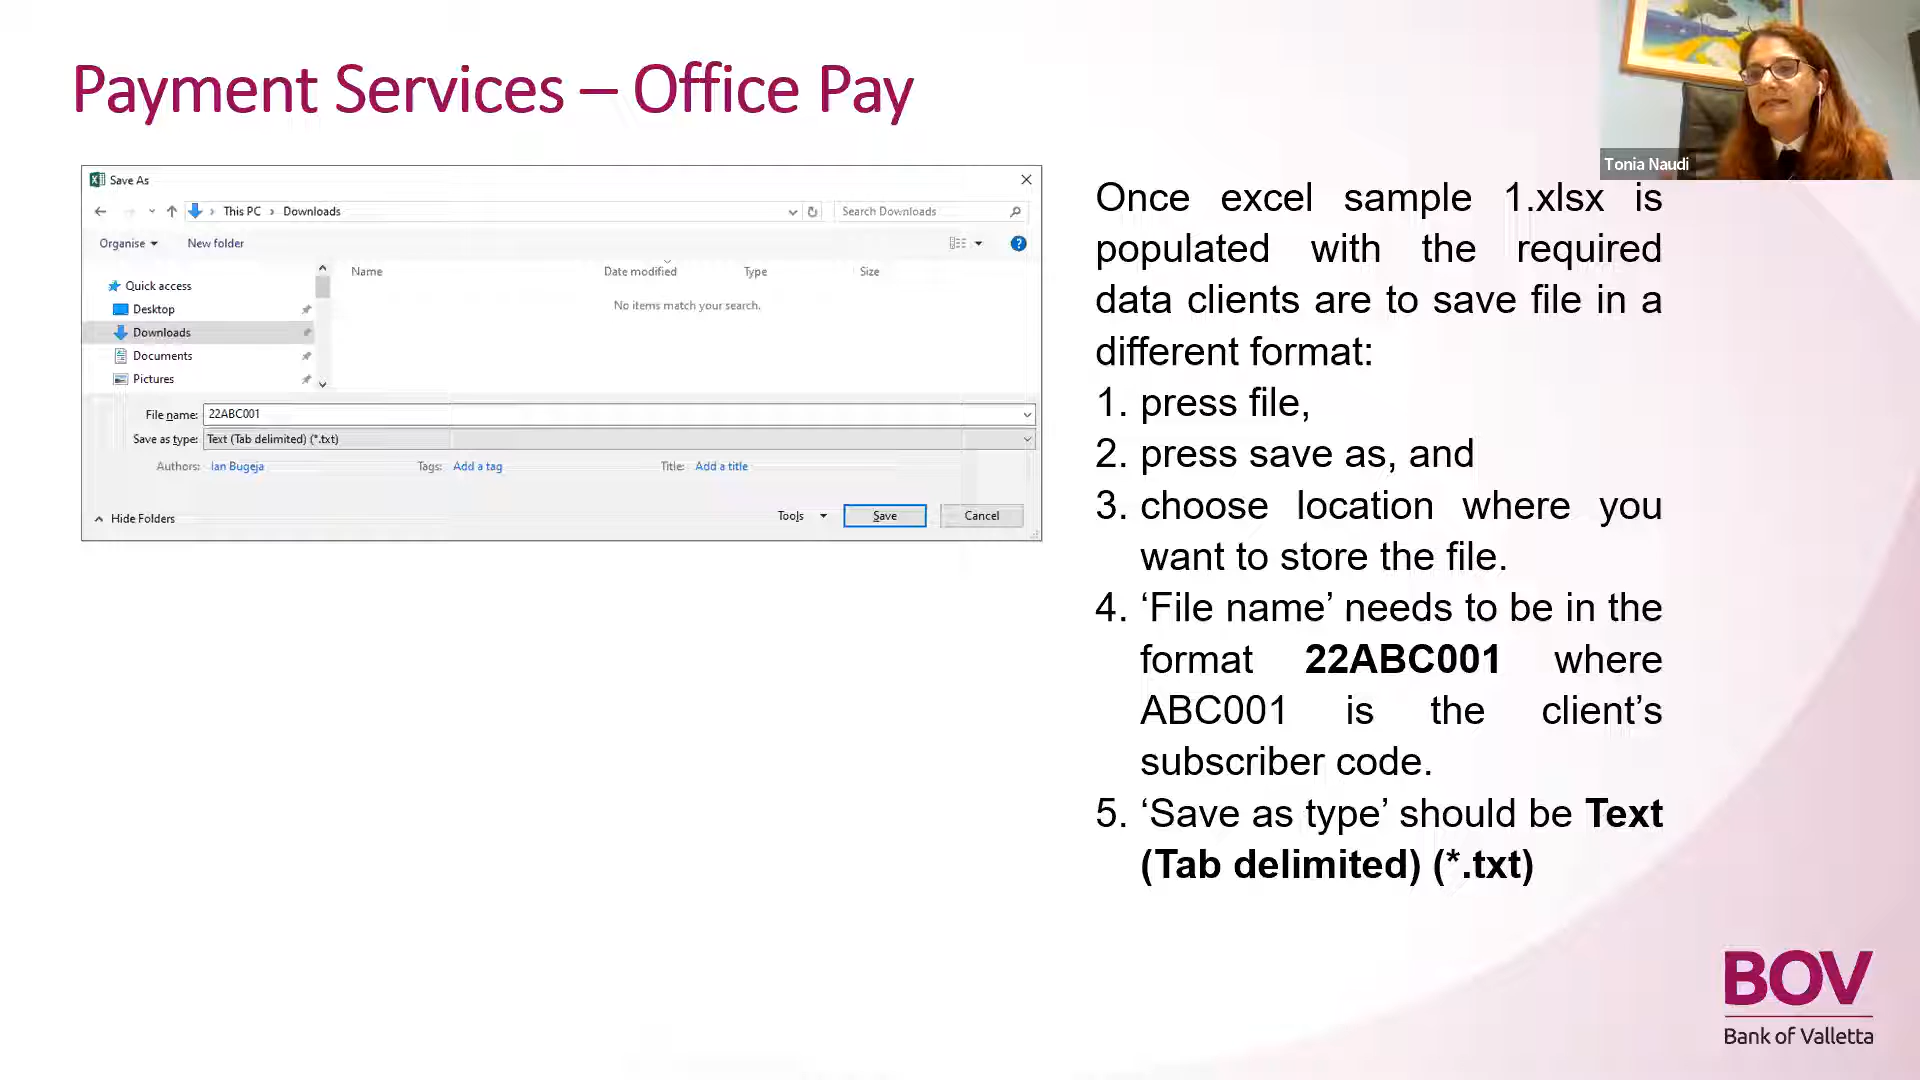 Payment Services – Office Pay
Tonia Naudi
Save As
This PC › Downloads
Search Downloads
Organise
New folder
Name
Date modified
Type
Size
No items match your search.
Quick access
Desktop
Downloads
Documents
Pictures
File name: 22ABC001
Save as type: Text (Tab delimited) (*.txt)
Authors: Ian Bugeja
Tags: Add a tag
Title: Add a title
Hide Folders
Tools
Save
Cancel
Once excel sample 1.xlsx is
populated with the required
data clients are to save file in a
different format:
1. press file,
2. press save as, and
3. choose location where you
want to store the file.
4. ‘File name’ needs to be in the
format 22ABC001 where
ABC001 is the client’s
subscriber code.
5. ‘Save as type’ should be Text
(Tab delimited) (*.txt)
BOV
Bank of Valletta